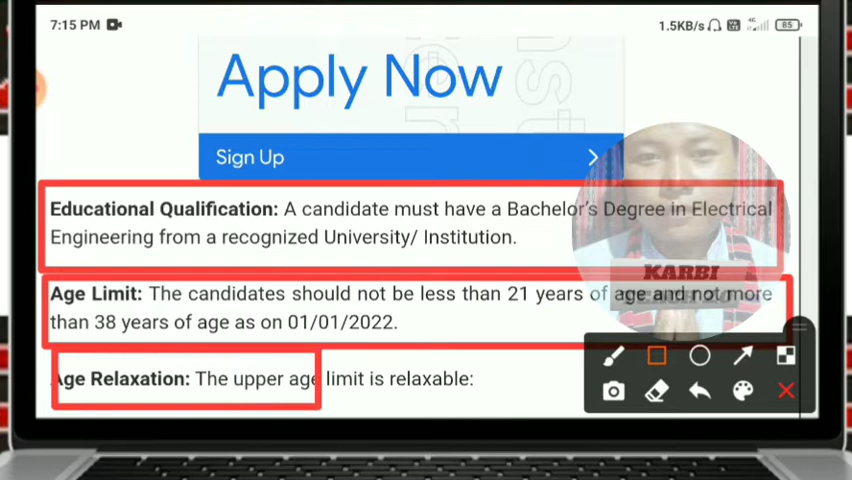 7:15 PM
1.5KB/s
4G
85
Apply Now
Sign Up
Educational Qualification: A candidate must have a Bachelor's Degree in Electrical
Engineering from a recognized University/ Institution.
Age Limit: The candidates should not be less than 21 years of age and not more
than 38 years of age as on 01/01/2022.
KARBI
Age Relaxation: The upper age limit is relaxable: